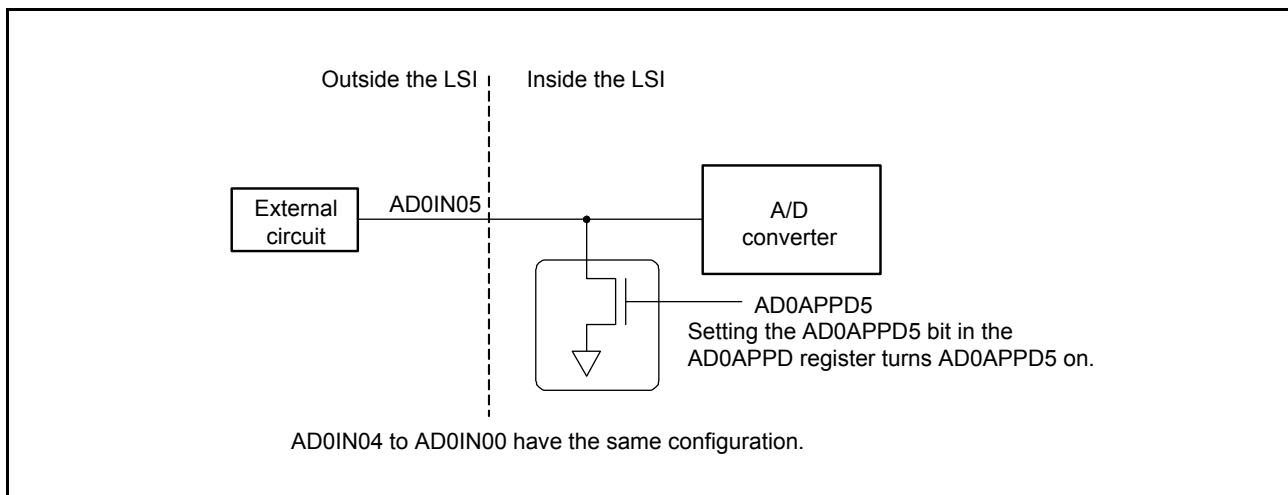 Outside the LSI
Inside the LSI
External
circuit
AD0IN05
A/D
converter
AD0APPD5
Setting the AD0APPD5 bit in the
AD0APPD register turns AD0APPD5 on.
AD0IN04 to AD0IN00 have the same configuration.